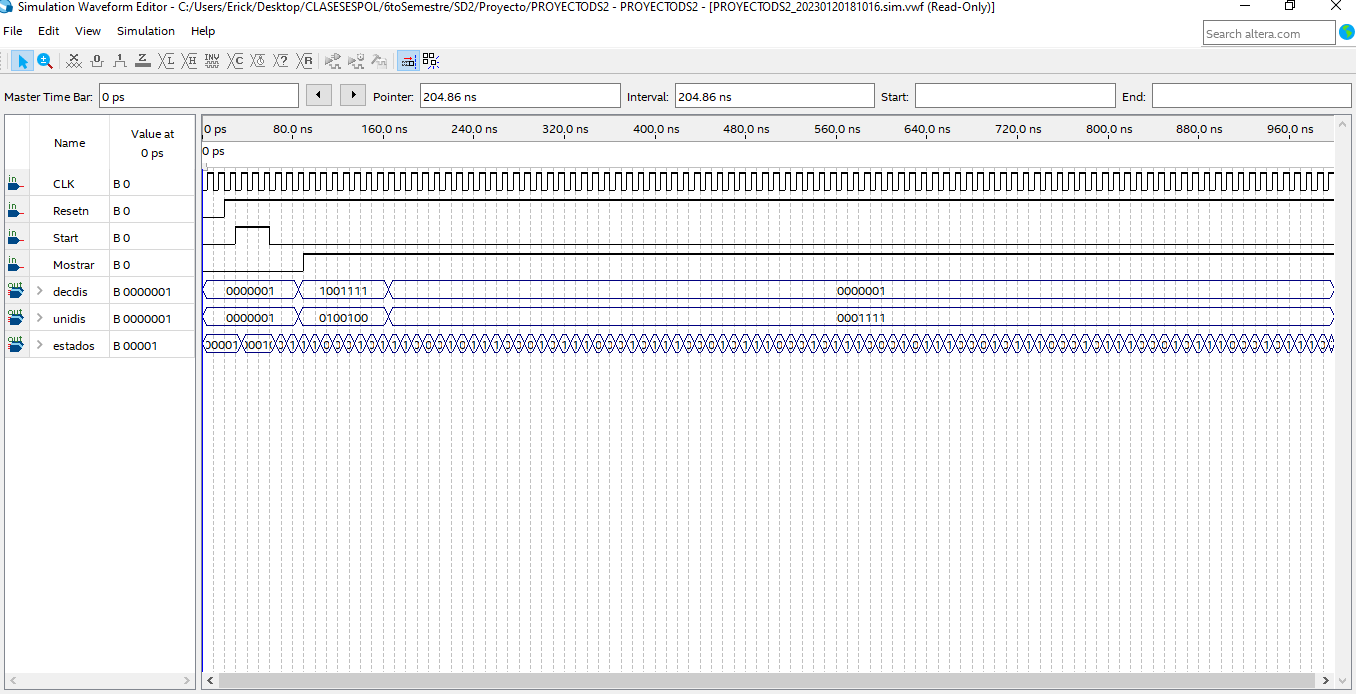 Simulation Waveform Editor - C:/Users/Erick/Desktop/CLASESESPOL/6toSemestre/SD2/Proyecto/PROYECTODS2 - PROYECTODS2 - [PROYECTODS2_20230120181016.sim.vwf (Read-Only)]
File Edit View Simulation Help
Search altera.com
Master Time Bar: 0 ps Pointer: 204.86 ns Interval: 204.86 ns Start: End:
Name Value at 0 ps
0 ps 80.0 ns 160.0 ns 240.0 ns 320.0 ns 400.0 ns 480.0 ns 560.0 ns 640.0 ns 720.0 ns 800.0 ns 880.0 ns 960.0 ns
0 ps
in CLK B 0
in Resetn B 0
in Start B 0
in Mostrar B 0
out decdis B 0000001 0000001 1001111 0000001
out unidis B 0000001 0000001 0100100 0001111
out estados B 00001 00001